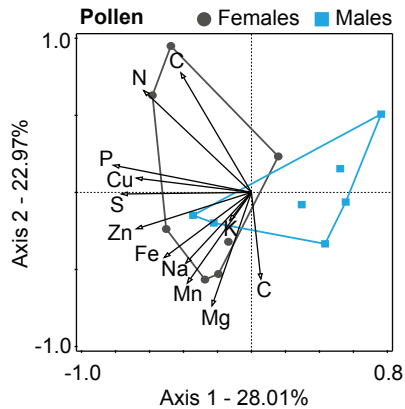 Pollen Females Males
1.0
C
N
P
Cu
S
Zn
K
Fe
Na
Mn
C
Mg
Axis 2 - 22.97%
-1.0
-1.0 0.8
Axis 1 - 28.01%